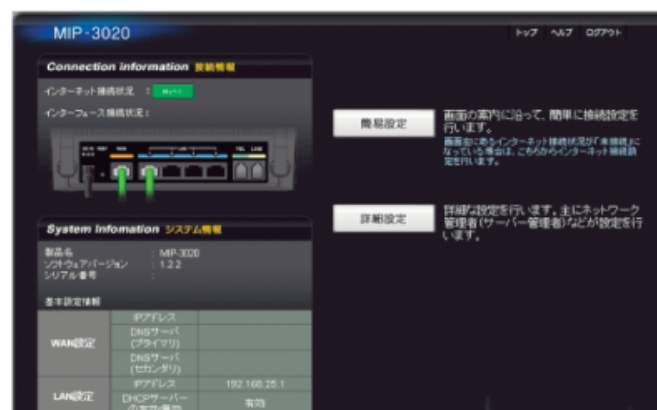 MIP-3020
トップ ヘルプ ログアウト
Connection information 接続情報
インターネット接続状況 :
インターフェース接続状況 :
WAN
LAN
TEL LINE
簡易設定
画面の案内に沿って、簡単に接続設定を
行います。
画面左にあるインターネット接続状況が「未接続」に
なっている場合は、こちらからインターネット接続設
定を行います。
詳細設定
詳細な設定を行います。主にネットワーク
管理者(サーバー管理者)などが設定を行
います。
System Infomation システム情報
製品名 : MIP-3020
ソフトウェアバージョン : 1.2.2
シリアル番号 :
基本設定情報
WAN設定
IPアドレス
DNSサーバ
(プライマリ)
DNSサーバ
(セカンダリ)
LAN設定
IPアドレス 192.168.25.1
DHCPサーバー
の有効/無効 有効